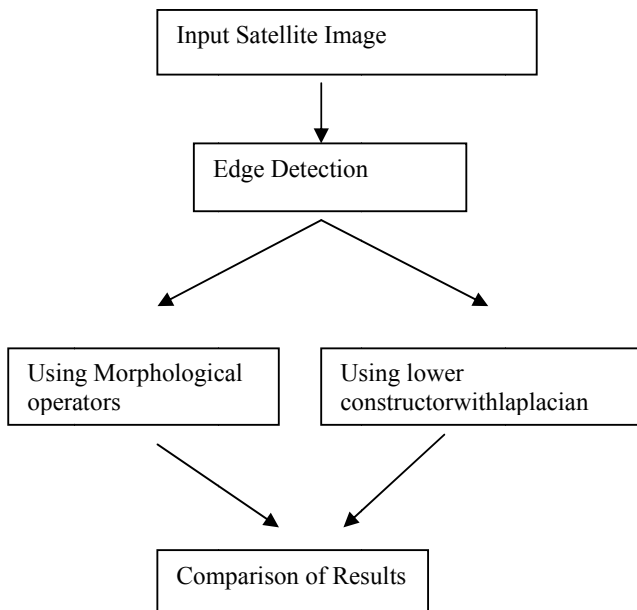 Input Satellite Image
Edge Detection
Using Morphological
operators
Using lower
constructorwithlaplacian
Comparison of Results